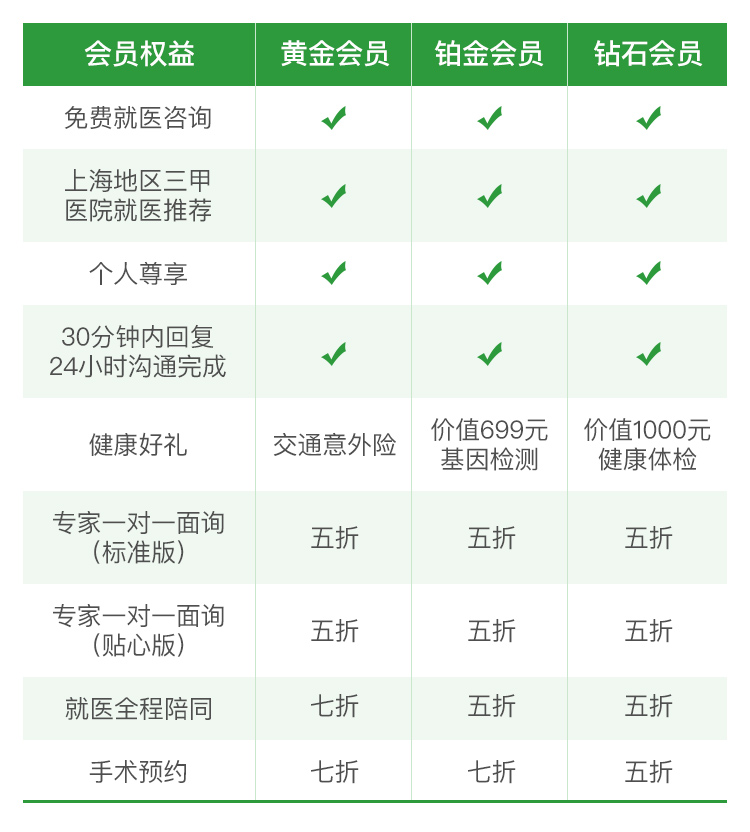 会员权益 黄金会员 铂金会员 钻石会员
免费就医咨询
上海地区三甲
医院就医推荐
个人尊享
30分钟内回复
24小时沟通完成
健康好礼 交通意外险 价值699元 价值1000元
基因检测 健康体检
专家一对一面询
（标准版） 五折 五折 五折
专家一对一面询
（贴心版） 五折 五折 五折
就医全程陪同 七折 五折 五折
手术预约 七折 七折 五折